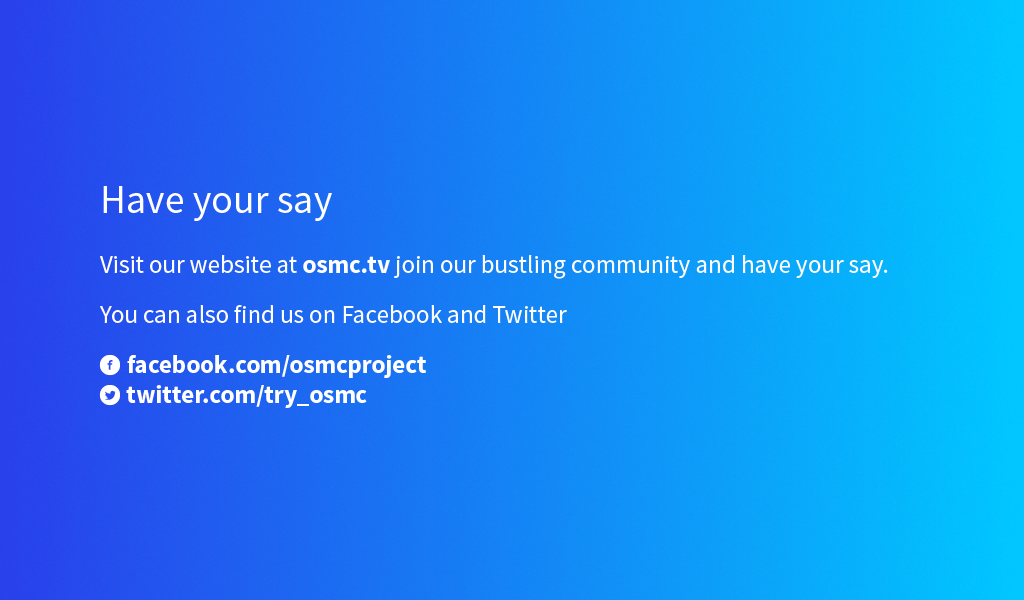 Have your say
Visit our website at osmc.tv join our bustling community and have your say.
You can also find us on Facebook and Twitter
facebook.com/osmcproject
twitter.com/try_osmc